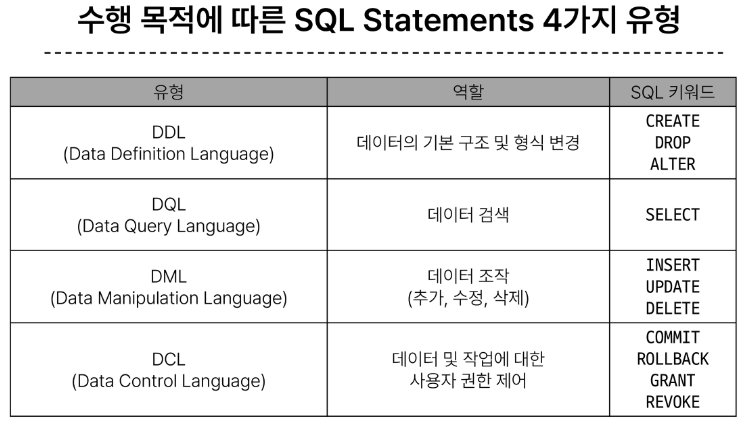 수행 목적에 따른 SQL Statements 4가지 유형
유형 역할 SQL 키워드
DDL
(Data Definition Language)
데이터의 기본 구조 및 형식 변경
CREATE
DROP
ALTER
DQL
(Data Query Language)
데이터 검색
SELECT
DML
(Data Manipulation Language)
데이터 조작
(추가, 수정, 삭제)
INSERT
UPDATE
DELETE
DCL
(Data Control Language)
데이터 및 작업에 대한
사용자 권한 제어
COMMIT
ROLLBACK
GRANT
REVOKE